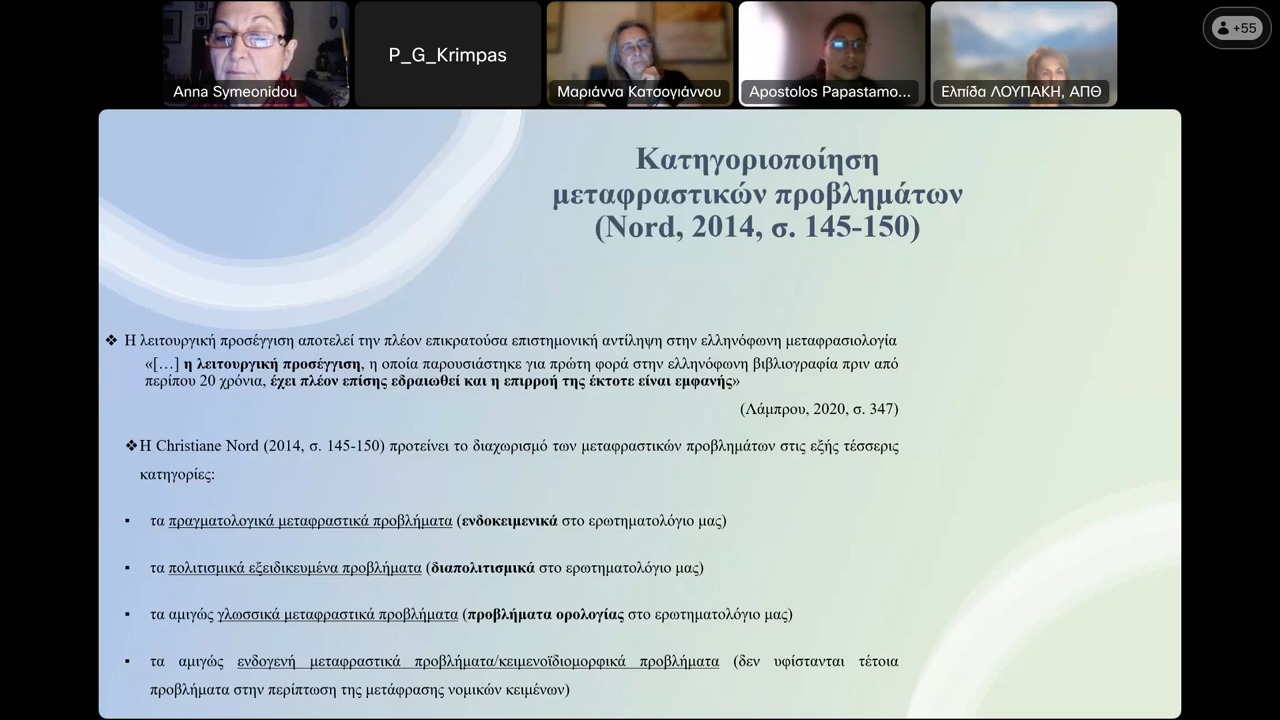 Anna Symeonidou
P_G_Krimpas
Μαριάννα Κατσογιάννου
Apostolos Papastamo...
Ελπίδα ΛΟΥΠΑΚΗ, ΑΠΘ
+55
Κατηγοριοποίηση
μεταφραστικών προβλημάτων
(Nord, 2014, σ. 145-150)
❖ Η λειτουργική προσέγγιση αποτελεί την πλέον επικρατούσα επιστημονική αντίληψη στην ελληνόφωνη μεταφρασιολογία
«[…] η λειτουργική προσέγγιση, η οποία παρουσιάστηκε για πρώτη φορά στην ελληνόφωνη βιβλιογραφία πριν από
περίπου 20 χρόνια, έχει πλέον επίσης εδραιωθεί και η επιρροή της έκτοτε είναι εμφανής»
(Λάμπρου, 2020, σ. 347)
❖Η Christiane Nord (2014, σ. 145-150) προτείνει το διαχωρισμό των μεταφραστικών προβλημάτων στις εξής τέσσερις
κατηγορίες:
▪ τα πραγματολογικά μεταφραστικά προβλήματα (ενδοκειμενικά στο ερωτηματολόγιο μας)
▪ τα πολιτισμικά εξειδικευμένα προβλήματα (διαπολιτισμικά στο ερωτηματολόγιο μας)
▪ τα αμιγώς γλωσσικά μεταφραστικά προβλήματα (προβλήματα ορολογίας στο ερωτηματολόγιο μας)
▪ τα αμιγώς ενδογενή μεταφραστικά προβλήματα/κειμενοϊδιομορφικά προβλήματα (δεν υφίστανται τέτοια
προβλήματα στην περίπτωση της μετάφρασης νομικών κειμένων)